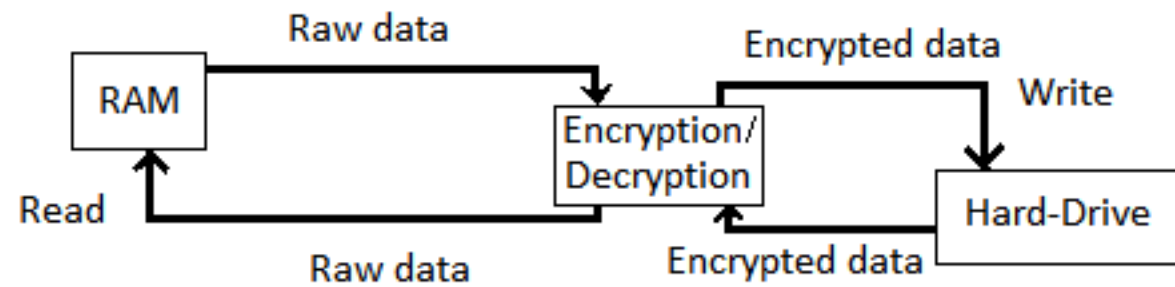 Raw data
Encrypted data
RAM
Write
Encryption/
Decryption
Read
Hard-Drive
Raw data
Encrypted data